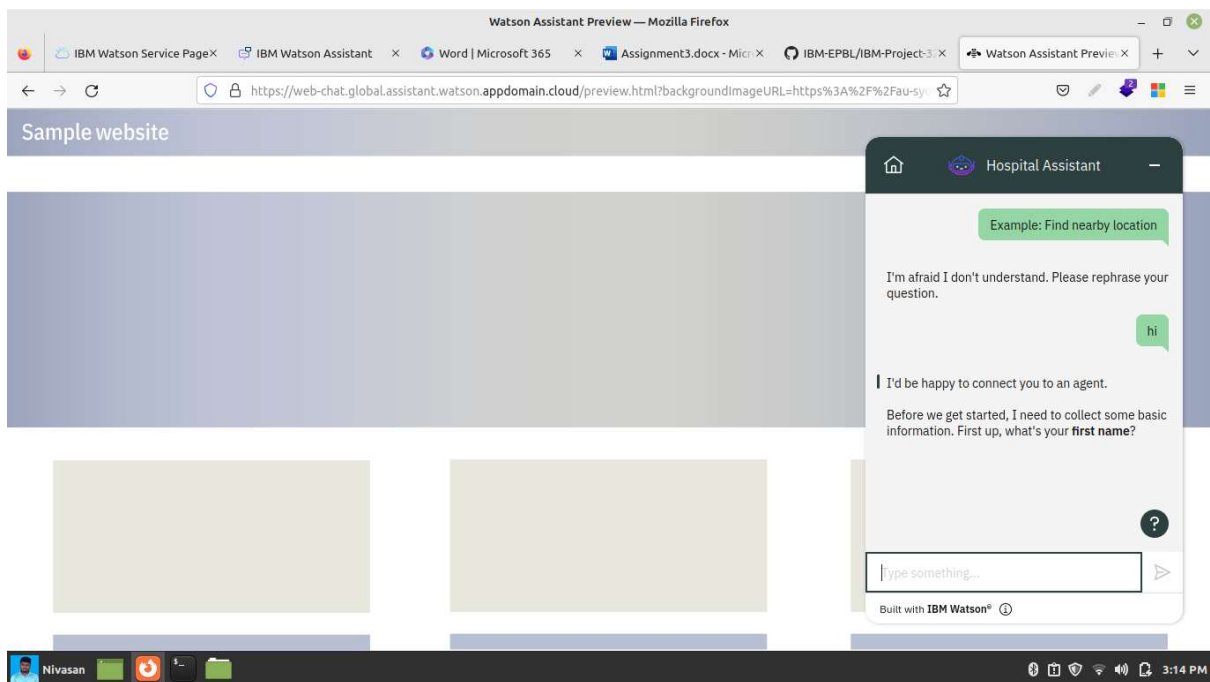 Watson Assistant Preview — Mozilla Firefox
IBM Watson Service Page
IBM Watson Assistant
Word | Microsoft 365
Assignment3.docx - Micr
IBM-EPBL/IBM-Project-3
Watson Assistant Preview
https://web-chat.global.assistant.watson.appdomain.cloud/preview.html?backgroundImageURL=https%3A%2F%2Fau-sy
2
Sample website
Hospital Assistant
Example: Find nearby location
I'm afraid I don't understand. Please rephrase your
question.
hi
I'd be happy to connect you to an agent.
Before we get started, I need to collect some basic
information. First up, what's your first name?
?
Type something...
Built with IBM Watson®
Nivasan
3:14 PM